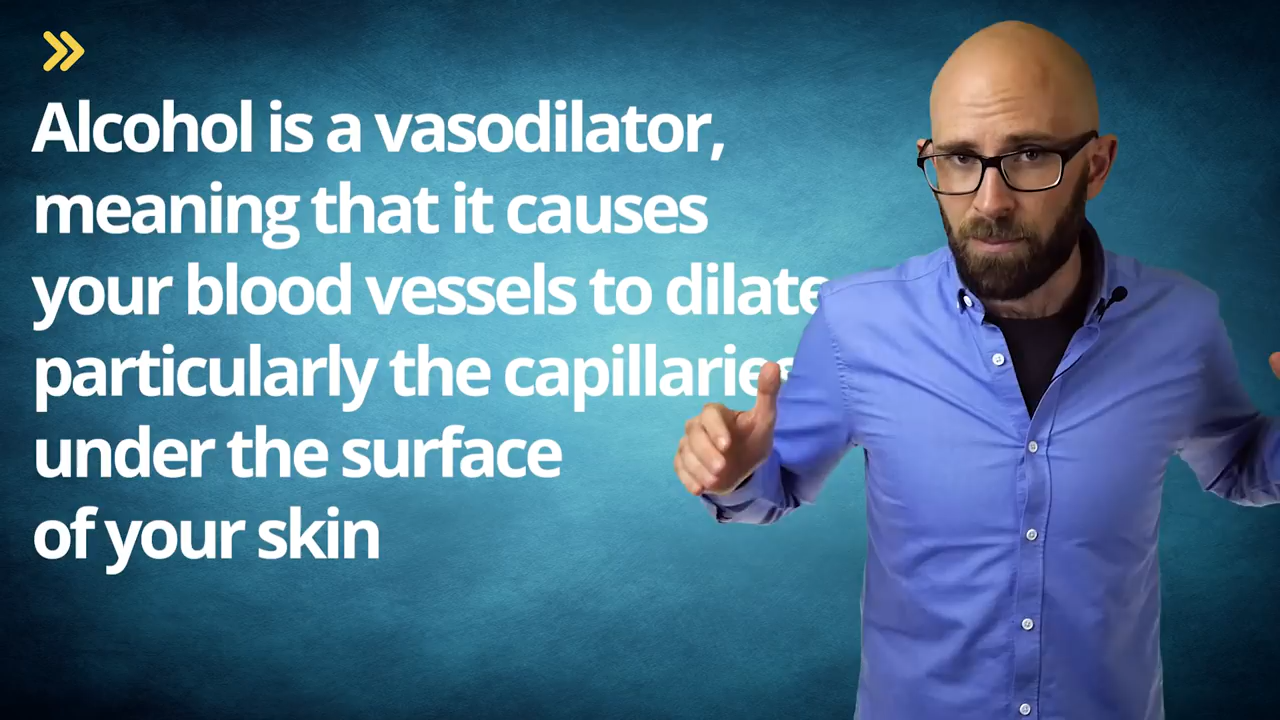 Alcohol is a vasodilator,
meaning that it causes
your blood vessels to dilate
particularly the capillaries
under the surface
of your skin